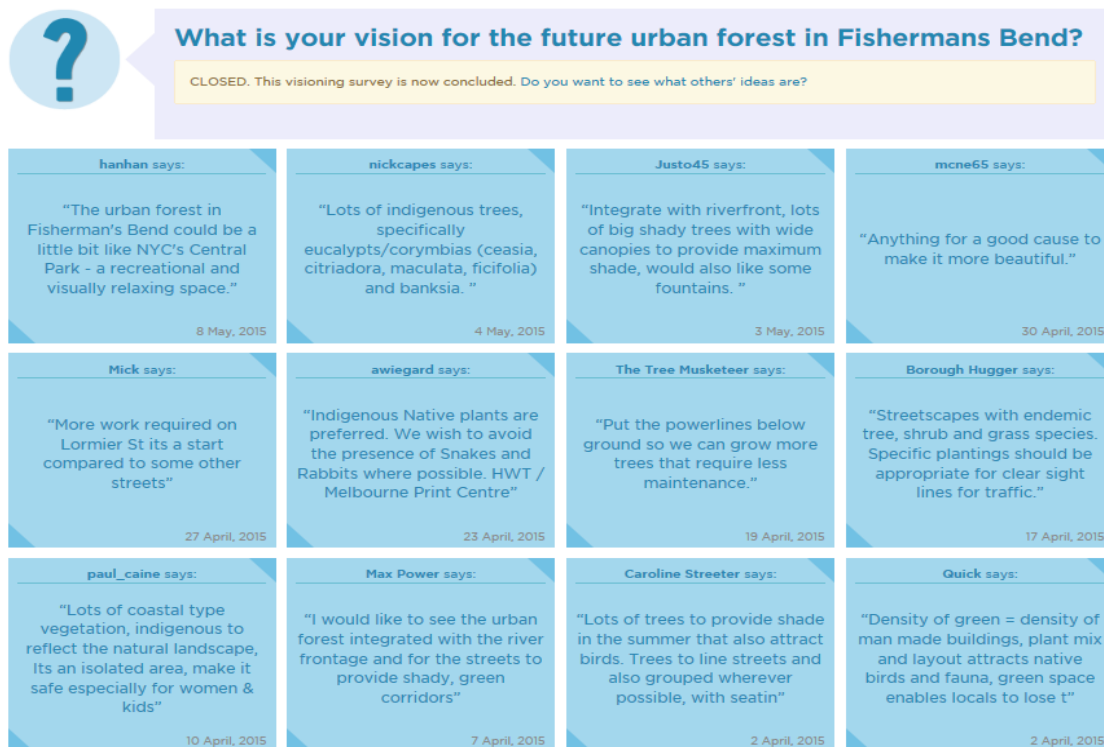 ?
What is your vision for the future urban forest in Fishermans Bend?
CLOSED. This visioning survey is now concluded. Do you want to see what others' ideas are?
hanhan says:
“The urban forest in
Fisherman’s Bend could be a
little bit like NYC’s Central
Park - a recreational and
visually relaxing space.”
8 May, 2015
nickcapes says:
“Lots of indigenous trees,
specifically
eucalypts/corymbias (ceasia,
citriadora, maculata, ficifolia)
and banksia. ”
4 May, 2015
Justo45 says:
“Integrate with riverfront, lots
of big shady trees with wide
canopies to provide maximum
shade, would also like some
fountains. ”
3 May, 2015
mcne65 says:
“Anything for a good cause to
make it more beautiful.”
30 April, 2015
Mick says:
“More work required on
Lormier St its a start
compared to some other
streets”
27 April, 2015
awiegard says:
“Indigenous Native plants are
preferred. We wish to avoid
the presence of Snakes and
Rabbits where possible. HWT /
Melbourne Print Centre”
23 April, 2015
The Tree Musketeer says:
“Put the powerlines below
ground so we can grow more
trees that require less
maintenance.”
19 April, 2015
Borough Hugger says:
“Streetscapes with endemic
tree, shrub and grass species.
Specific plantings should be
appropriate for clear sight
lines for traffic.”
17 April, 2015
paul_caine says:
“Lots of coastal type
vegetation, indigenous to
reflect the natural landscape,
Its an isolated area, make it
safe especially for women &
kids”
10 April, 2015
Max Power says:
“I would like to see the urban
forest integrated with the river
frontage and for the streets to
provide shady, green
corridors”
7 April, 2015
Caroline Streeter says:
“Lots of trees to provide shade
in the summer that also attract
birds. Trees to line streets and
also grouped wherever
possible, with seatin”
2 April, 2015
Quick says:
“Density of green = density of
man made buildings, plant mix
and layout attracts native
birds and fauna, green space
enables locals to lose t”
2 April, 2015